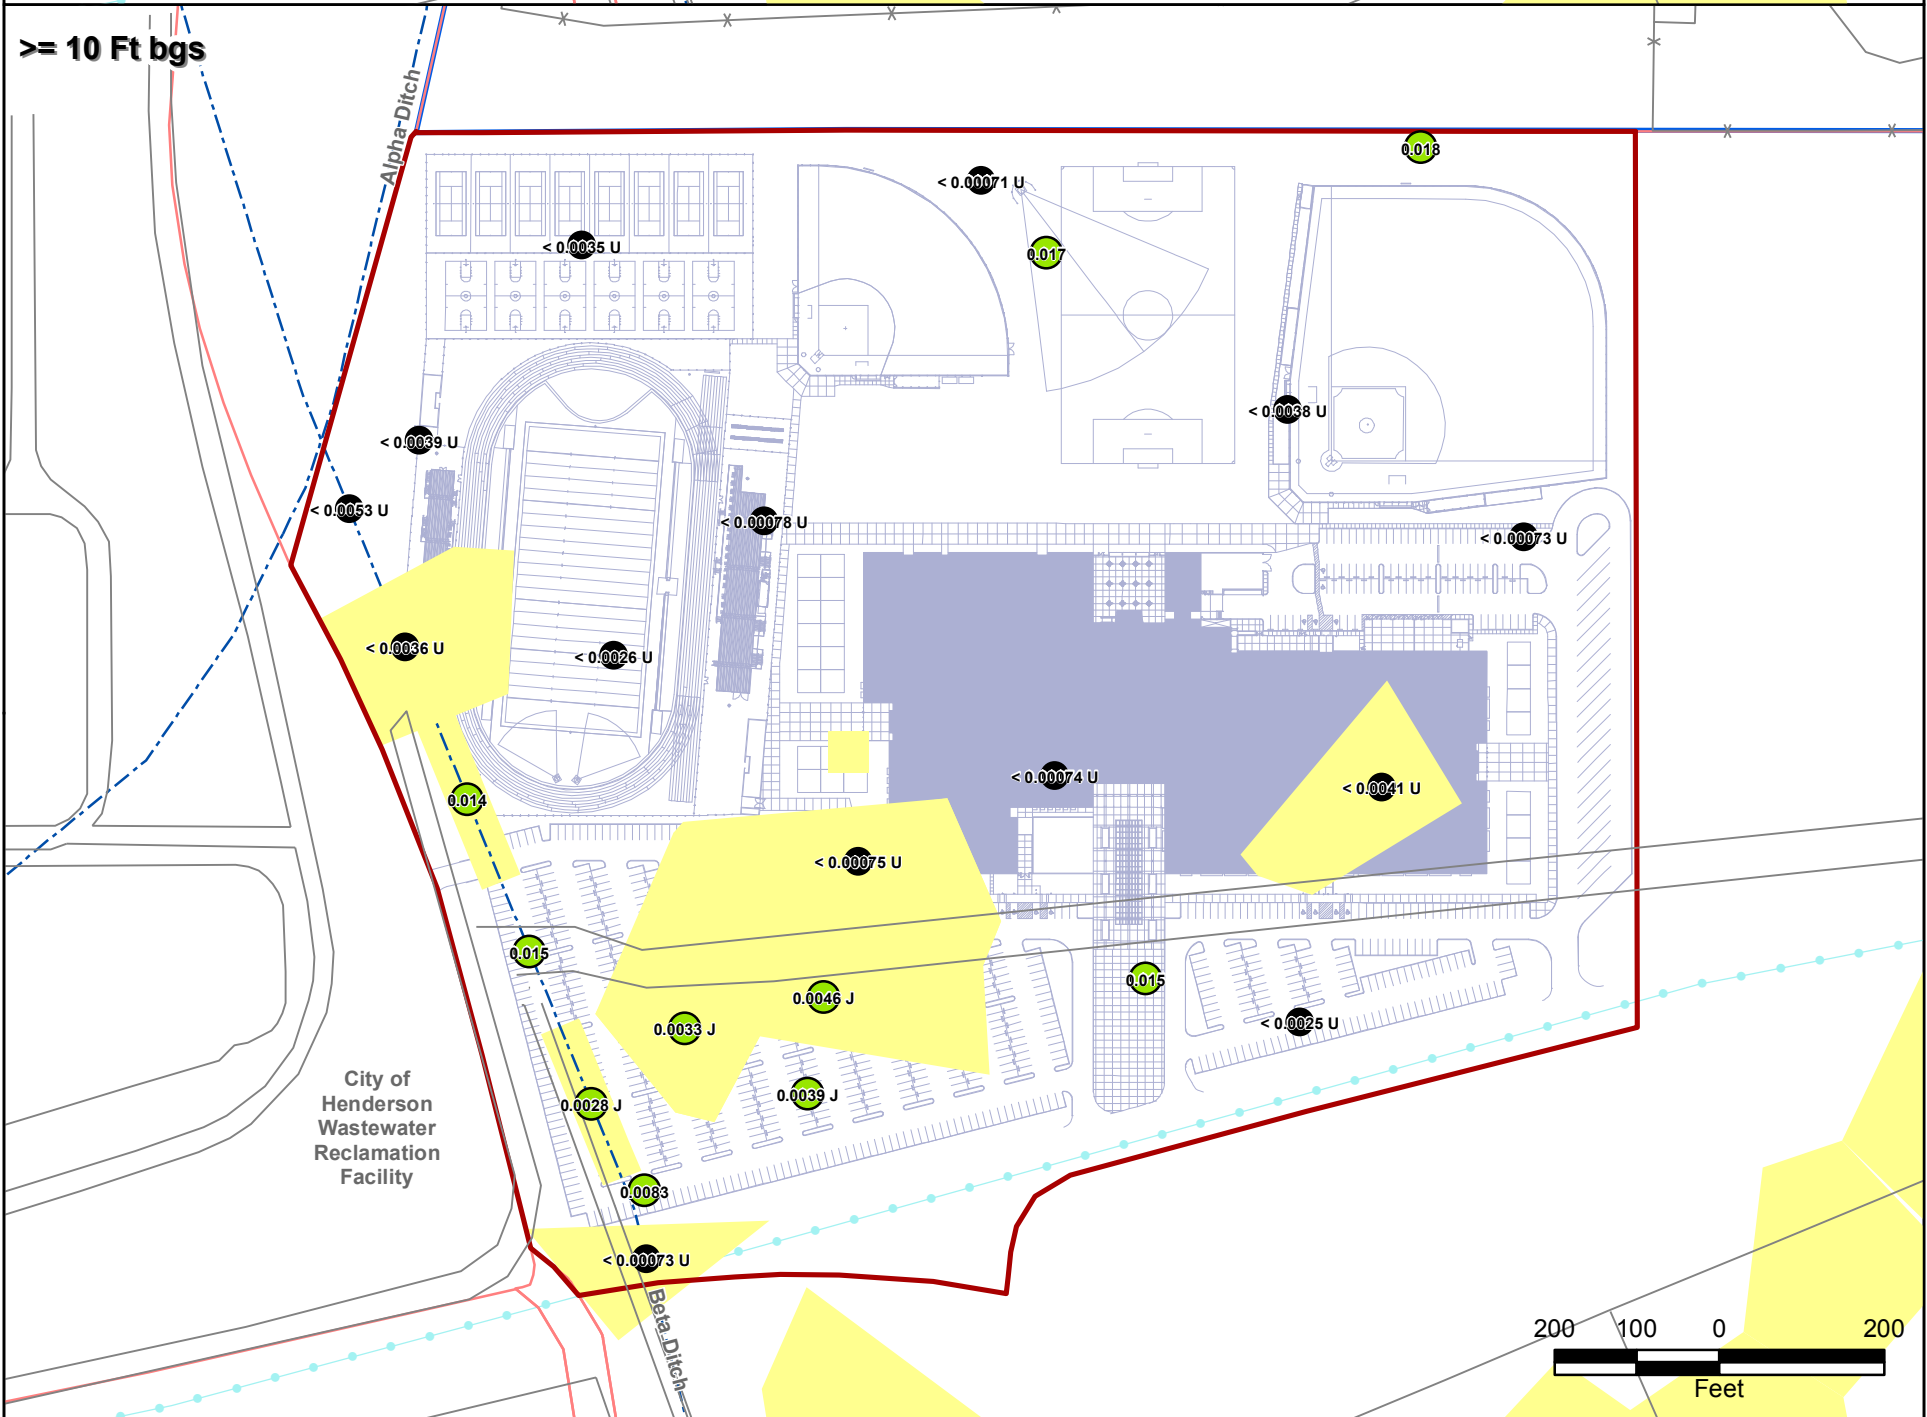 >= 10 Ft bgs
Alpha Ditch
0.018
< 0.00071 U
< 0.0035 U
0.017
< 0.0038 U
< 0.0039 U
< 0.0053 U
< 0.00078 U
< 0.00073 U
< 0.0036 U
< 0.0026 U
< 0.00074 U
< 0.0041 U
0.014
< 0.00075 U
0.015
0.015
0.0046 J
< 0.0025 U
0.0033 J
City of
Henderson
Wastewater
Reclamation
Facility
0.0039 J
0.0028 J
0.0083
< 0.00073 U
Beta Ditch
200 100 0 200
Feet